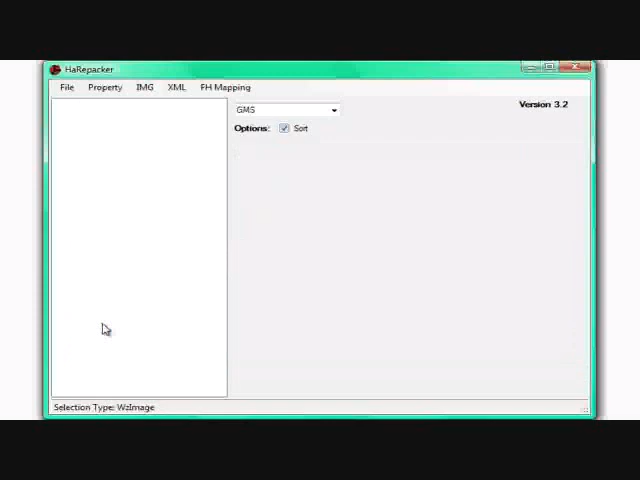 HaRepacker
File Property IMG XML FH Mapping
GMS
Version 3.2
Options: Sort
Selection Type: WzImage